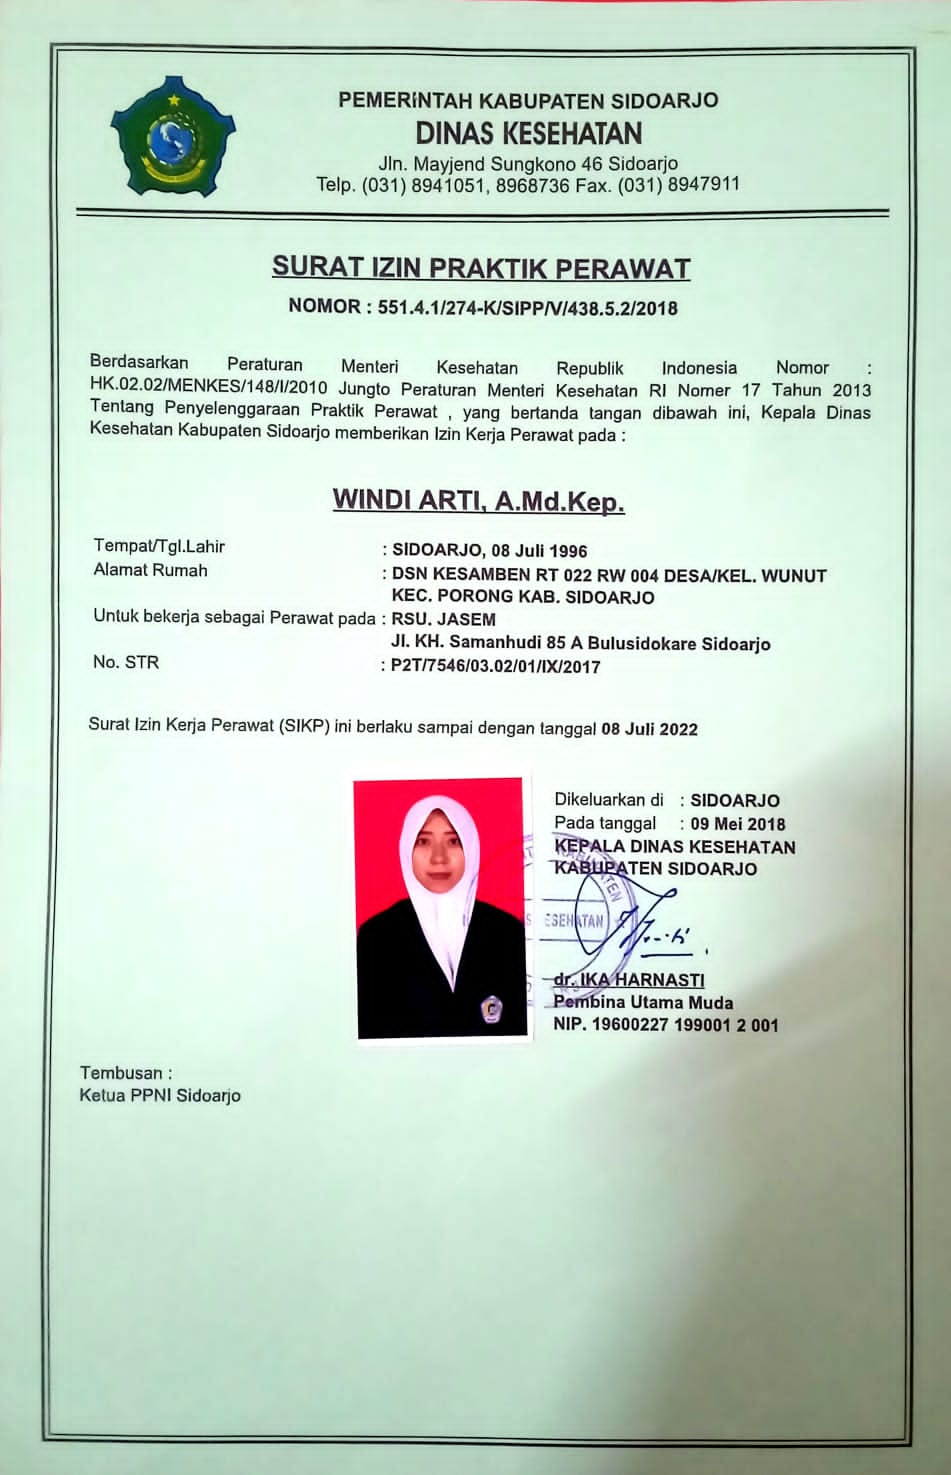 PEMERINTAH KABUPATEN SIDOARJO
DINAS KESEHATAN
Jln. Mayjend Sungkono 46 Sidoarjo
Telp. (031) 8941051, 8968736 Fax. (031) 8947911
SURAT IZIN PRAKTIK PERAWAT
NOMOR : 551.4.1/274-K/SIPP/V/438.5.2/2018
Berdasarkan Peraturan Menteri Kesehatan Republik Indonesia Nomor :
HK.02.02/MENKES/148/I/2010 Jungto Peraturan Menteri Kesehatan RI Nomer 17 Tahun 2013
Tentang Penyelenggaraan Praktik Perawat , yang bertanda tangan dibawah ini, Kepala Dinas
Kesehatan Kabupaten Sidoarjo memberikan Izin Kerja Perawat pada :
WINDI ARTI, A.Md.Kep.
Tempat/Tgl.Lahir : SIDOARJO, 08 Juli 1996
Alamat Rumah : DSN KESAMBEN RT 022 RW 004 DESA/KEL. WUNUT
KEC. PORONG KAB. SIDOARJO
Untuk bekerja sebagai Perawat pada : RSU. JASEM
Jl. KH. Samanhudi 85 A Bulusidokare Sidoarjo
No. STR : P2T/7546/03.02/01/IX/2017
Surat Izin Kerja Perawat (SIKP) ini berlaku sampai dengan tanggal 08 Juli 2022
Dikeluarkan di : SIDOARJO
Pada tanggal : 09 Mei 2018
KEPALA DINAS KESEHATAN
KABUPATEN SIDOARJO
dr. IKA HARNASTI
Pembina Utama Muda
NIP. 19600227 199001 2 001
Tembusan :
Ketua PPNI Sidoarjo